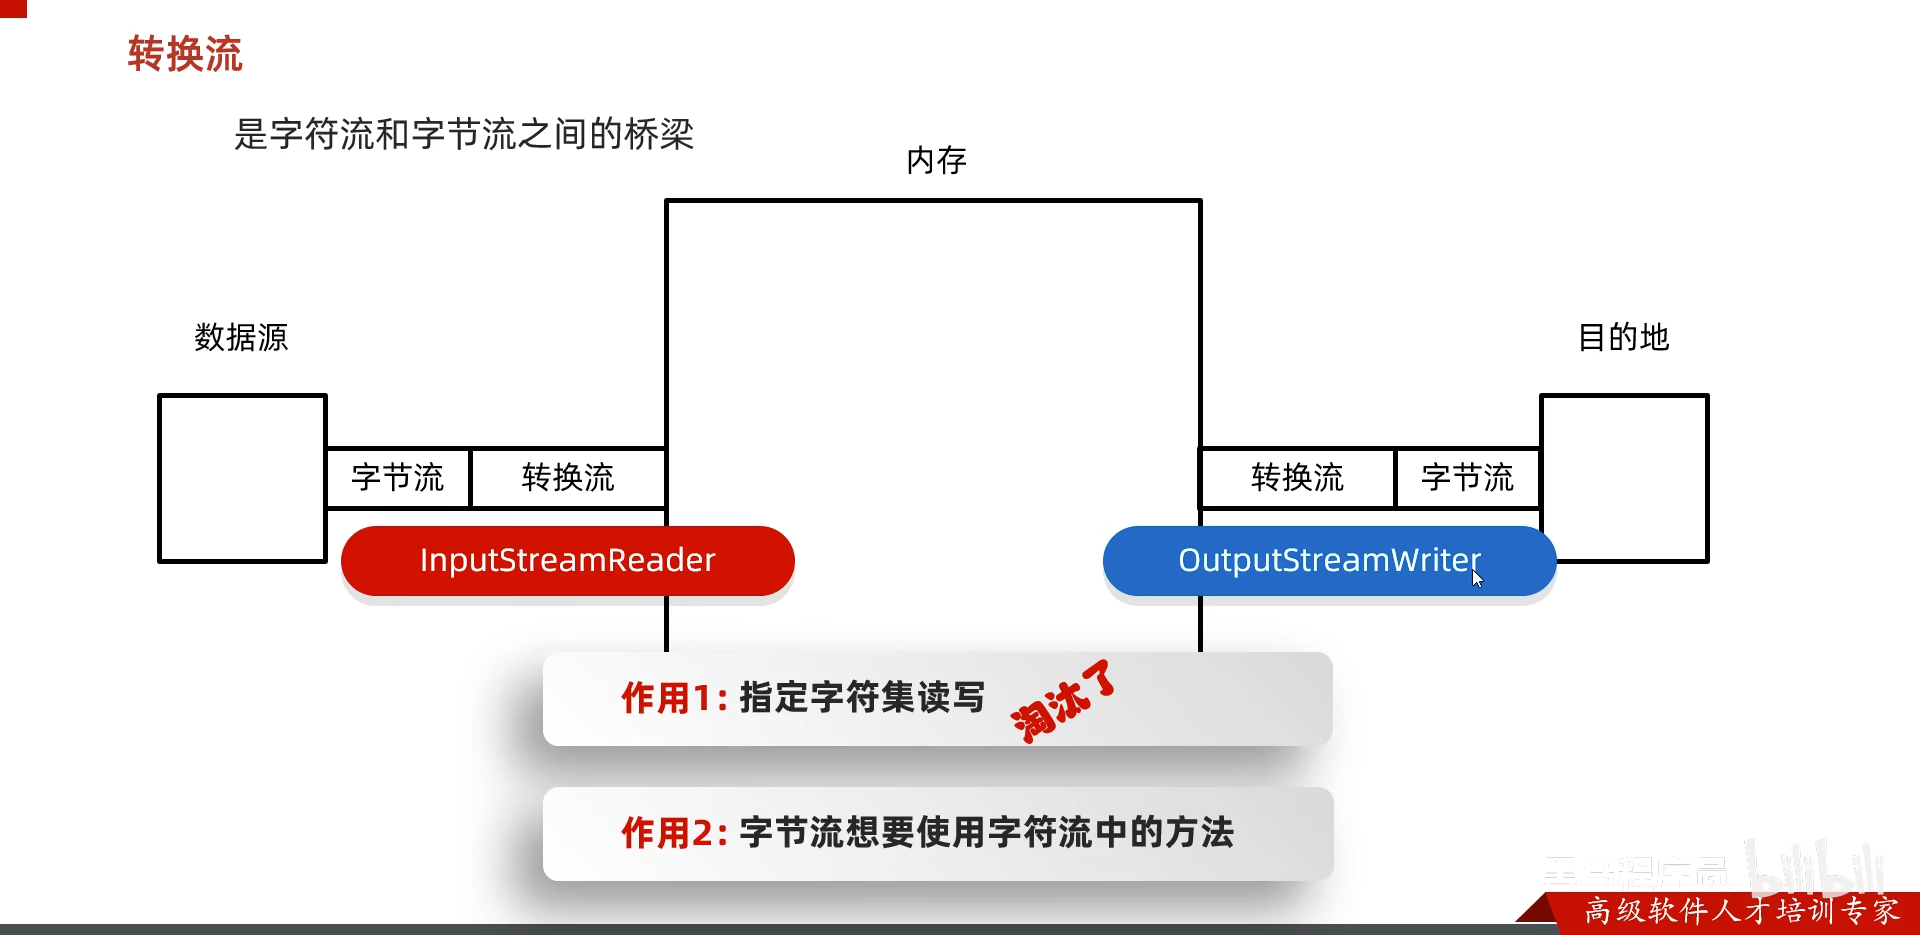 转换流
是字符流和字节流之间的桥梁
内存
数据源
目的地
字节流
转换流
转换流
字节流
InputStreamReader
OutputStreamWriter
作用1：指定字符集读写
淘汰了
作用2：字节流想要使用字符流中的方法
bilibili
高级软件人才培训专家